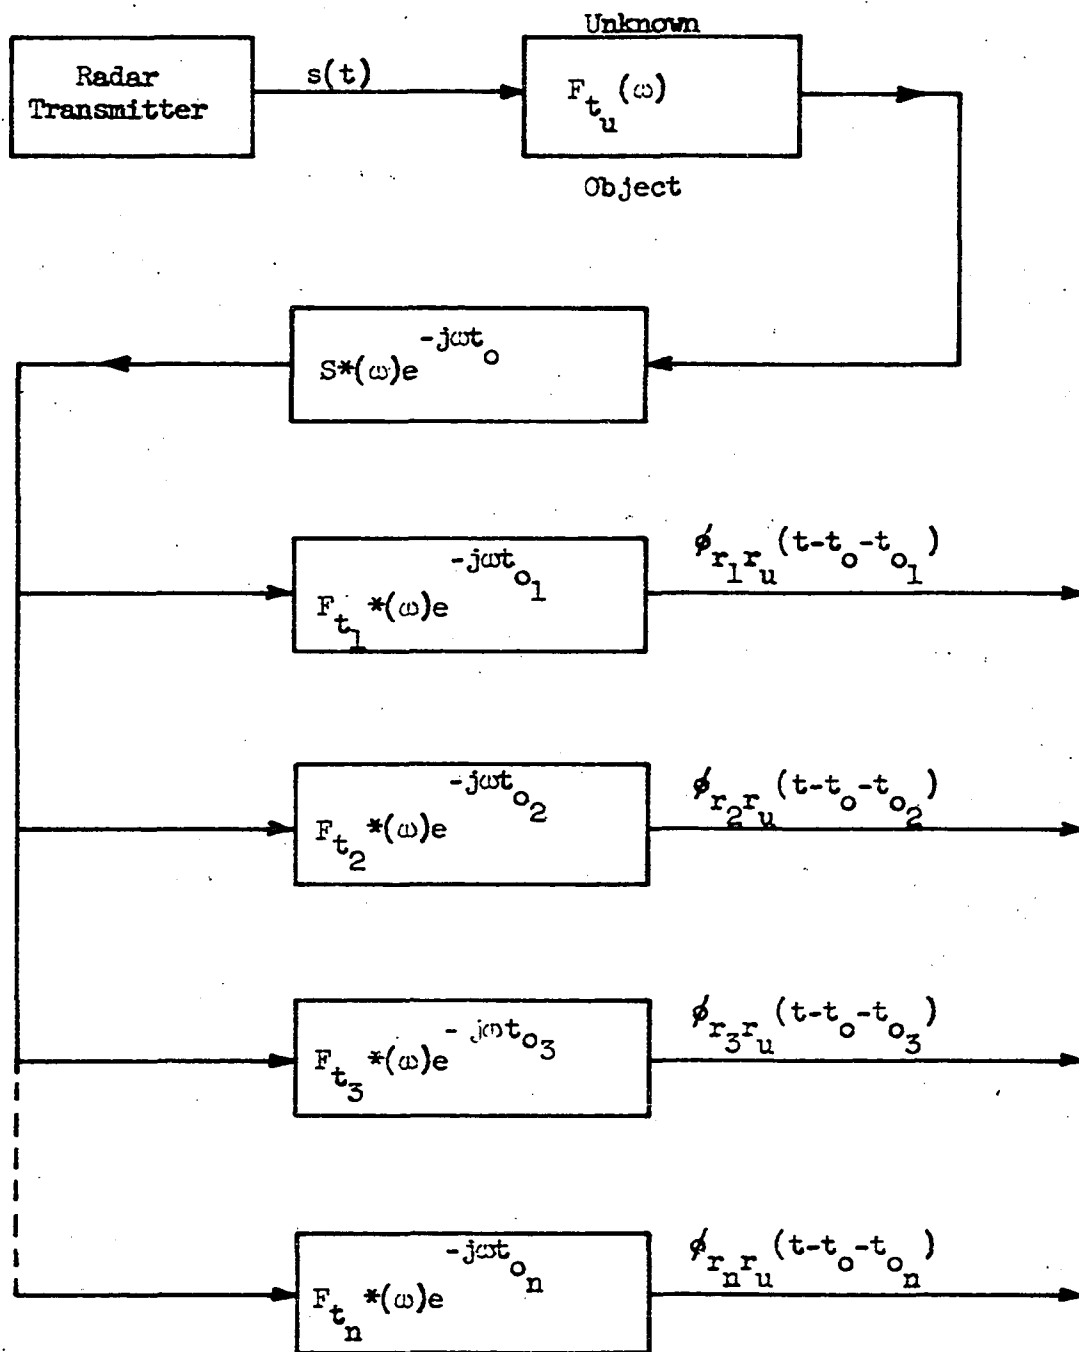 Unknown
Radar
Transmitter
s(t)
F_{t_u}(ω)
Object
S*(ω)e^{-jωt_o}
F_{t_1}*(ω)e^{-jωt_{o_1}}
ϕ_{r_1r_u}(t-t_o-t_{o_1})
F_{t_2}*(ω)e^{-jωt_{o_2}}
ϕ_{r_2r_u}(t-t_o-t_{o_2})
F_{t_3}*(ω)e^{-jωt_{o_3}}
ϕ_{r_3r_u}(t-t_o-t_{o_3})
F_{t_n}*(ω)e^{-jωt_{o_n}}
ϕ_{r_nr_u}(t-t_o-t_{o_n})